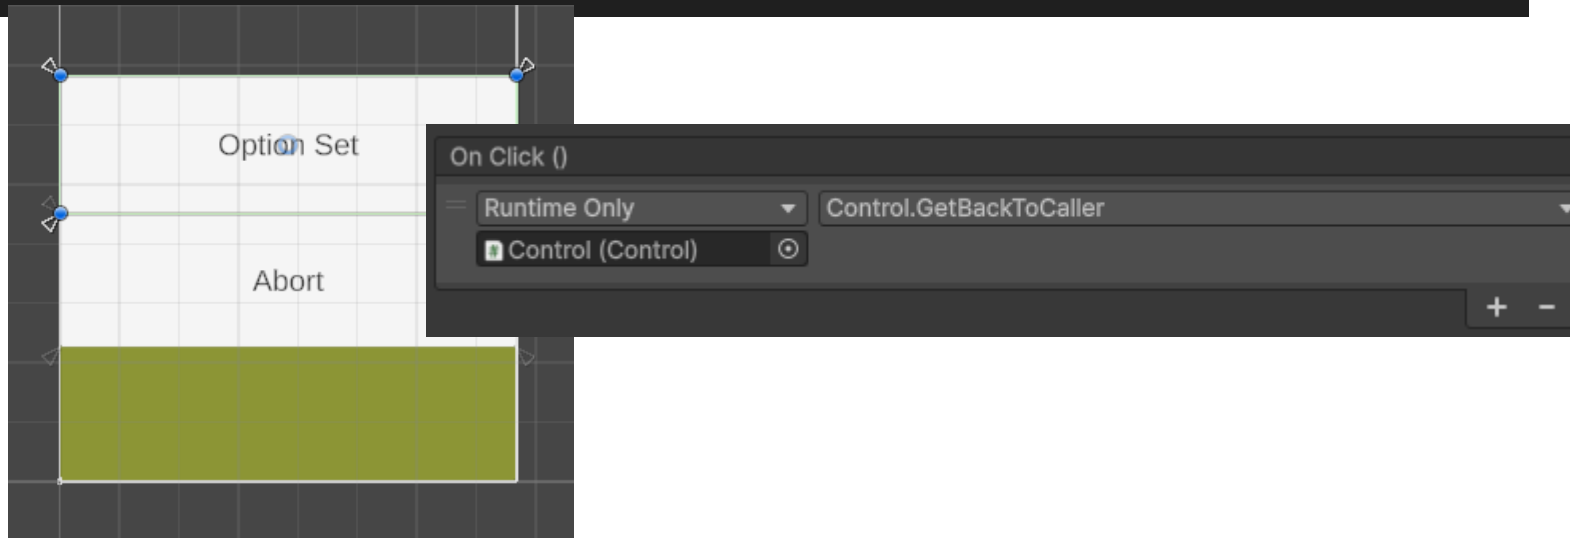 Option Set
Abort
On Click ()
Runtime Only
Control.GetBackToCaller
Control (Control)